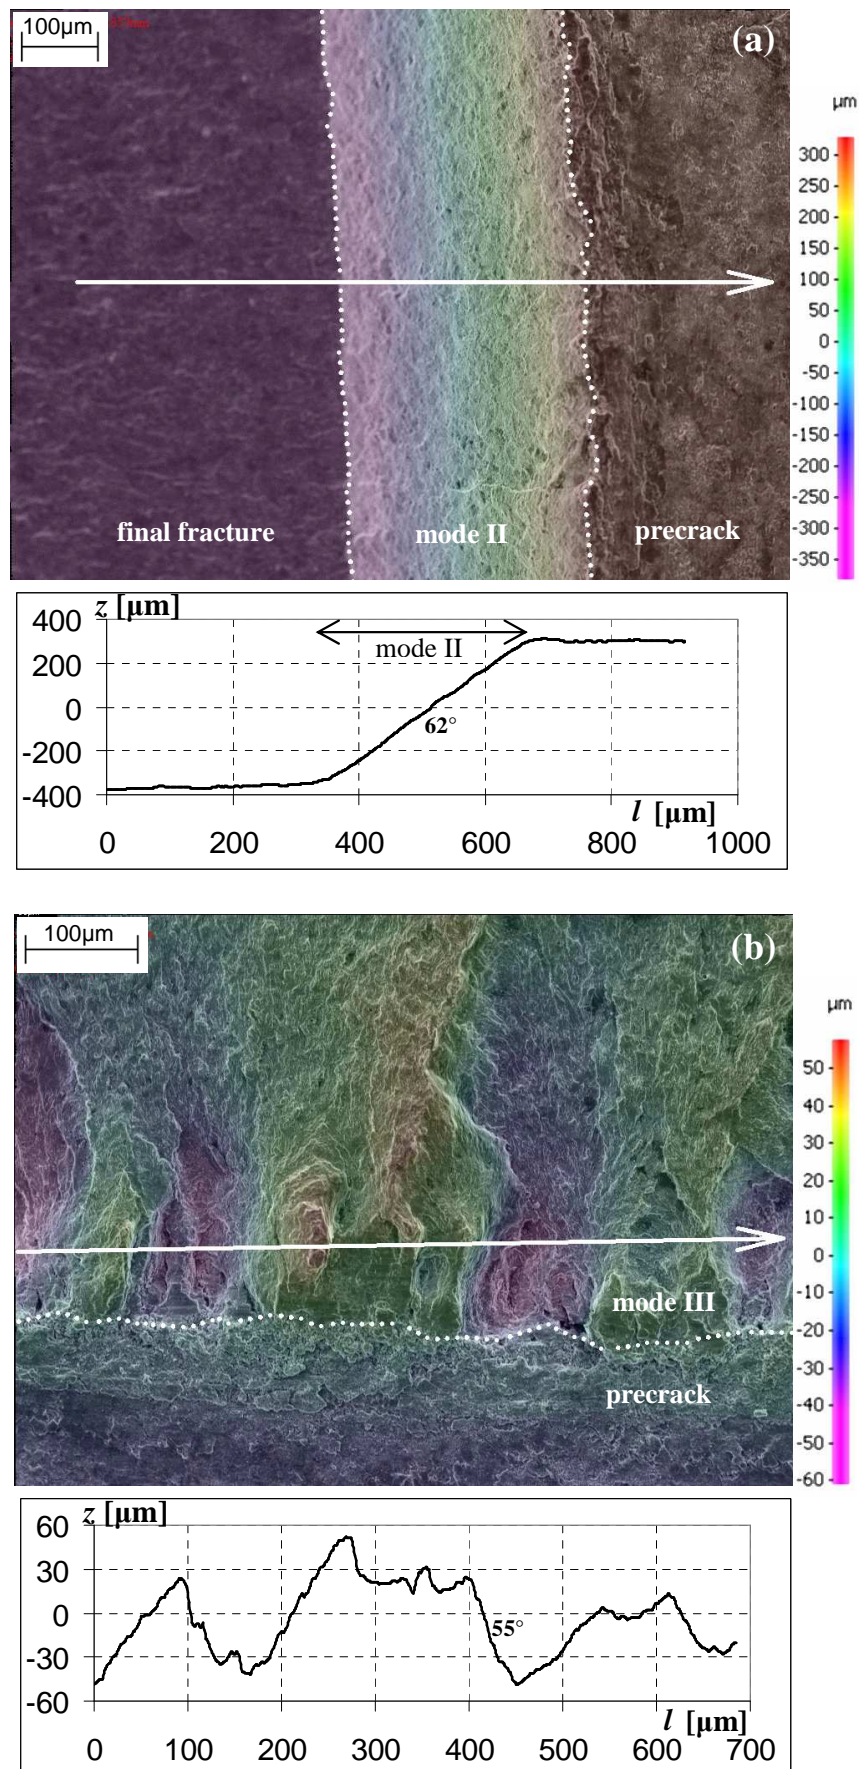 100µm
(a)
µm
300
250
200
150
100
50
0
-50
-100
-150
-200
-250
-300
-350
final fracture
mode II
precrack
z [µm]
400
200
0
-200
-400
mode II
62°
l [µm]
0 200 400 600 800 1000
100µm
(b)
µm
50
40
30
20
10
0
-10
-20
-30
-40
-50
-60
mode III
precrack
z [µm]
60
30
0
-30
-60
55°
l [µm]
0 100 200 300 400 500 600 700